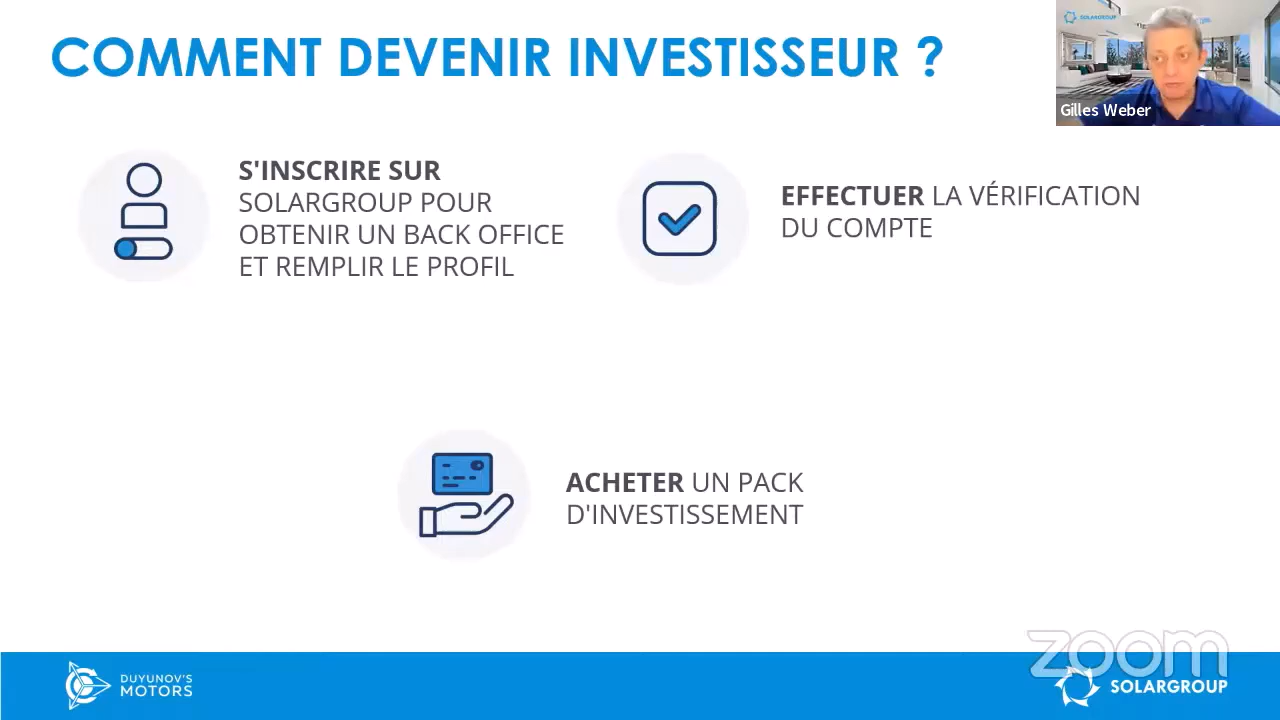 COMMENT DEVENIR INVESTISSEUR ?
SOLARGROUP
Gilles Weber
S'INSCRIRE SUR
SOLARGROUP POUR
OBTENIR UN BACK OFFICE
ET REMPLIR LE PROFIL
EFFECTUER LA VÉRIFICATION
DU COMPTE
ACHETER UN PACK
D'INVESTISSEMENT
zoom
DUYUNOV'S
MOTORS
SOLARGROUP